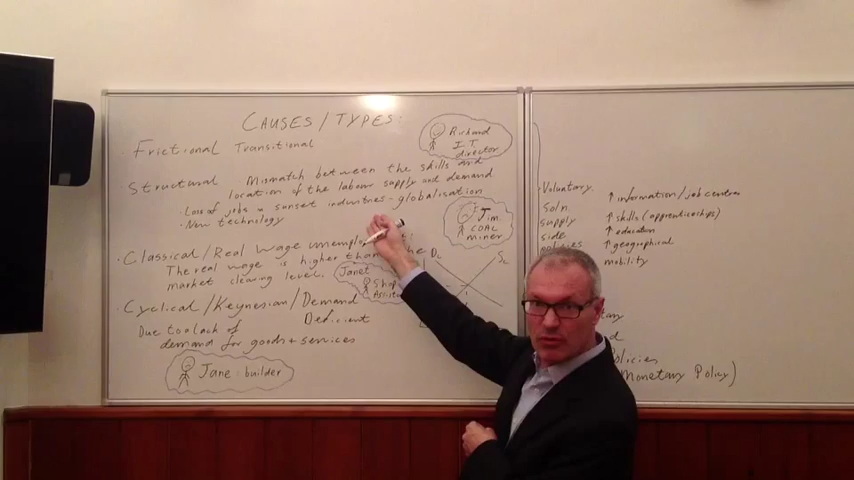 CAUSES/TYPES:
· Frictional Transitional
Richard
I.T.
director
· Structural - Mismatch between the skills and
location of the labour supply and demand
· Loss of jobs in sunset industries - globalisation
· New technology
Jim
COAL
miner
· Classical/Real wage
The real wage is higher than the
market clearing level.
Janet
Shop
D
S
· Cyclical/Keynesian/Demand
Deficient
Due to a lack of
demand for goods + services
Jane: builder
Voluntary.
Soln.
supply
side
policies
↑ information/job centres
↑ skills (apprenticeships)
↑ education
↑ geographical
mobility
Policies
Monetary Policy)